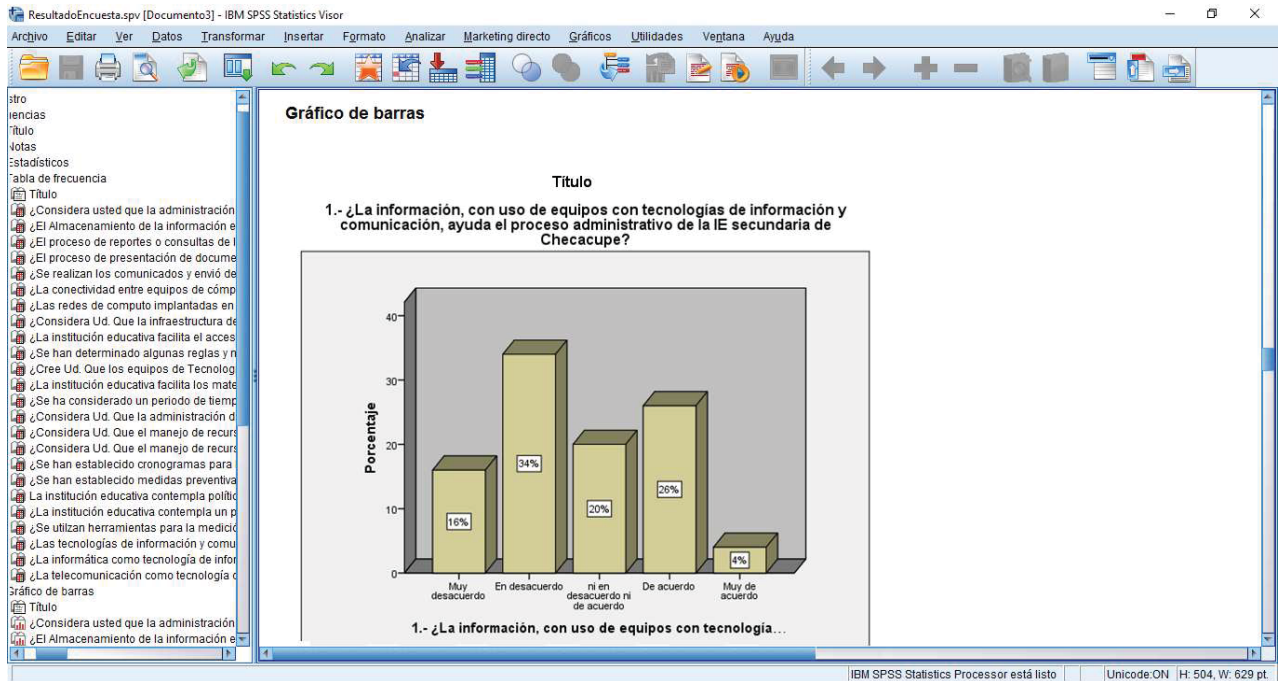 ResultadoEncuesta.spv [Documento3] - IBM SPSS Statistics Visor
Archivo Editar Ver Datos Transformar Insertar Formato Analizar Marketing directo Gráficos Utilidades Ventana Ayuda
stro
iencias
Título
Notas
Estadísticos
Tabla de frecuencia
Título
¿Considera usted que la administración
¿El Almacenamiento de la información e
¿El proceso de reportes o consultas de l
¿El proceso de presentación de docume
¿Se realizan los comunicados y envió de
¿La conectividad entre equipos de cómp
¿Las redes de computo implantadas en
¿Considera Ud. Que la infraestructura de
¿La institución educativa facilita el acces
¿Se han determinado algunas reglas y n
¿Cree Ud. Que los equipos de Tecnolog
¿La institución educativa facilita los mate
¿Se ha considerado un periodo de tiemp
¿Considera Ud. Que la administración d
¿Considera Ud. Que el manejo de recurs
¿Considera Ud. Que el manejo de recurs
¿Se han establecido cronogramas para
¿Se han establecido medidas preventiva
La institución educativa contempla polític
¿La institución educativa contempla un p
¿Se utilzan herramientas para la medició
¿Las tecnologías de información y comu
¿La informática como tecnología de infor
¿La telecomunicación como tecnología d
Gráfico de barras
Título
¿Considera usted que la administración
¿El Almacenamiento de la información e
Gráfico de barras
Título
1.- ¿La información, con uso de equipos con tecnologías de información y
comunicación, ayuda el proceso administrativo de la IE secundaria de
Checacupe?
Porcentaje
40
30
20
10
0
16%
34%
20%
26%
4%
Muy
desacuerdo
En desacuerdo
ni en
desacuerdo ni
de acuerdo
De acuerdo
Muy de
acuerdo
1.- ¿La información, con uso de equipos con tecnología...
IBM SPSS Statistics Processor está listo Unicode:ON H: 504, W: 629 pt.